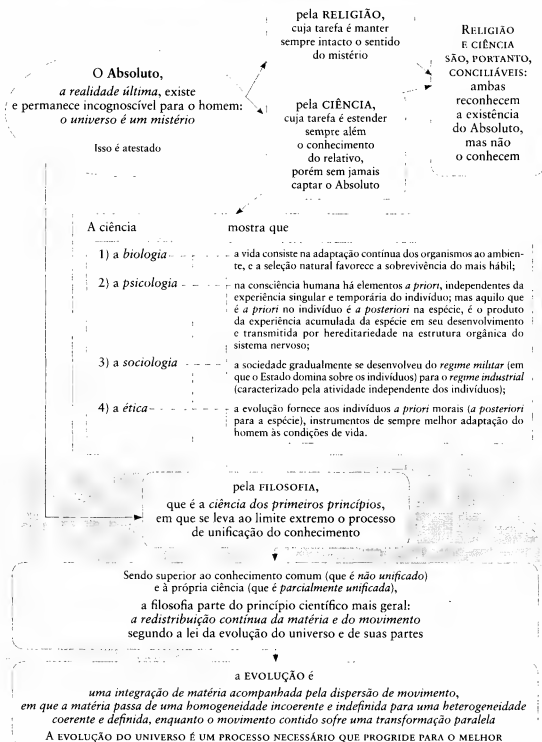 pela RELIGIÃO,
cuja tarefa é manter
sempre intacto o sentido
do mistério
RELIGIÃO
E CIÊNCIA
SÃO, PORTANTO,
CONCILIÁVEIS:
ambas
reconhecem
a existência
do Absoluto,
mas não
o conhecem
O Absoluto,
a realidade última, existe
e permanece incognoscível para o homem:
o universo é um mistério
Isso é atestado
pela CIÊNCIA,
cuja tarefa é estender
sempre além
o conhecimento
do relativo,
porém sem jamais
captar o Absoluto
A ciência mostra que
1) a biologia a vida consiste na adaptação contínua dos organismos ao ambien-
te, e a seleção natural favorece a sobrevivência do mais hábil;
2) a psicologia na consciência humana há elementos a priori, independentes da
experiência singular e temporária do indivíduo; mas aquilo que
é a priori no indivíduo é a posteriori na espécie, é o produto
da experiência acumulada da espécie em seu desenvolvimento
e transmitida por hereditariedade na estrutura orgânica do
sistema nervoso;
3) a sociologia a sociedade gradualmente se desenvolveu do regime militar (em
que o Estado domina sobre os indivíduos) para o regime industrial
(caracterizado pela atividade independente dos indivíduos);
4) a ética a evolução fornece aos indivíduos a priori morais (a posteriori
para a espécie), instrumentos de sempre melhor adaptação do
homem às condições de vida.
pela FILOSOFIA,
que é a ciência dos primeiros princípios,
em que se leva ao limite extremo o processo
de unificação do conhecimento
Sendo superior ao conhecimento comum (que é não unificado)
e à própria ciência (que é parcialmente unificada),
a filosofia parte do princípio científico mais geral:
a redistribuição contínua da matéria e do movimento
segundo a lei da evolução do universo e de suas partes
a EVOLUÇÃO é
uma integração de matéria acompanhada pela dispersão de movimento,
em que a matéria passa de uma homogeneidade incoerente e indefinida para uma heterogeneidade
coerente e definida, enquanto o movimento contido sofre uma transformação paralela
A EVOLUÇÃO DO UNIVERSO É UM PROCESSO NECESSÁRIO QUE PROGRIDE PARA O MELHOR